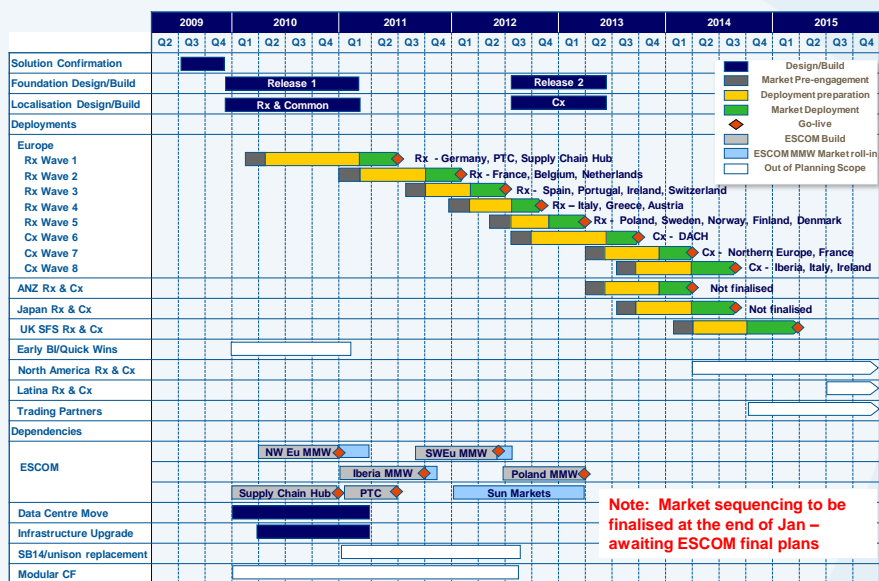 2009 2010 2011 2012 2013 2014 2015
Q2 Q3 Q4 Q1 Q2 Q3 Q4 Q1 Q2 Q3 Q4 Q1 Q2 Q3 Q4 Q1 Q2 Q3 Q4 Q1 Q2 Q3 Q4 Q1 Q2 Q3 Q4
Solution Confirmation
Foundation Design/Build Release 1 Release 2
Localisation Design/Build Rx & Common Cx
Design/Build
Market Pre-engagement
Deployment preparation
Market Deployment
Go-live
ESCOM Build
ESCOM MMW Market roll-in
Out of Planning Scope
Deployments
Europe
Rx Wave 1 Rx - Germany, PTC, Supply Chain Hub
Rx Wave 2 Rx - France, Belgium, Netherlands
Rx Wave 3 Rx - Spain, Portugal, Ireland, Switzerland
Rx Wave 4 Rx – Italy, Greece, Austria
Rx Wave 5 Rx - Poland, Sweden, Norway, Finland, Denmark
Cx Wave 6 Cx - DACH
Cx Wave 7 Cx - Northern Europe, France
Cx Wave 8 Cx - Iberia, Italy, Ireland
ANZ Rx & Cx Not finalised
Japan Rx & Cx Not finalised
UK SFS Rx & Cx
Early BI/Quick Wins
North America Rx & Cx
Latina Rx & Cx
Trading Partners
Dependencies
ESCOM
NW Eu MMW SWEu MMW
Iberia MMW Poland MMW
Supply Chain Hub PTC Sun Markets
Data Centre Move
Infrastructure Upgrade
SB14/unison replacement
Modular CF
Note: Market sequencing to be
finalised at the end of Jan –
awaiting ESCOM final plans